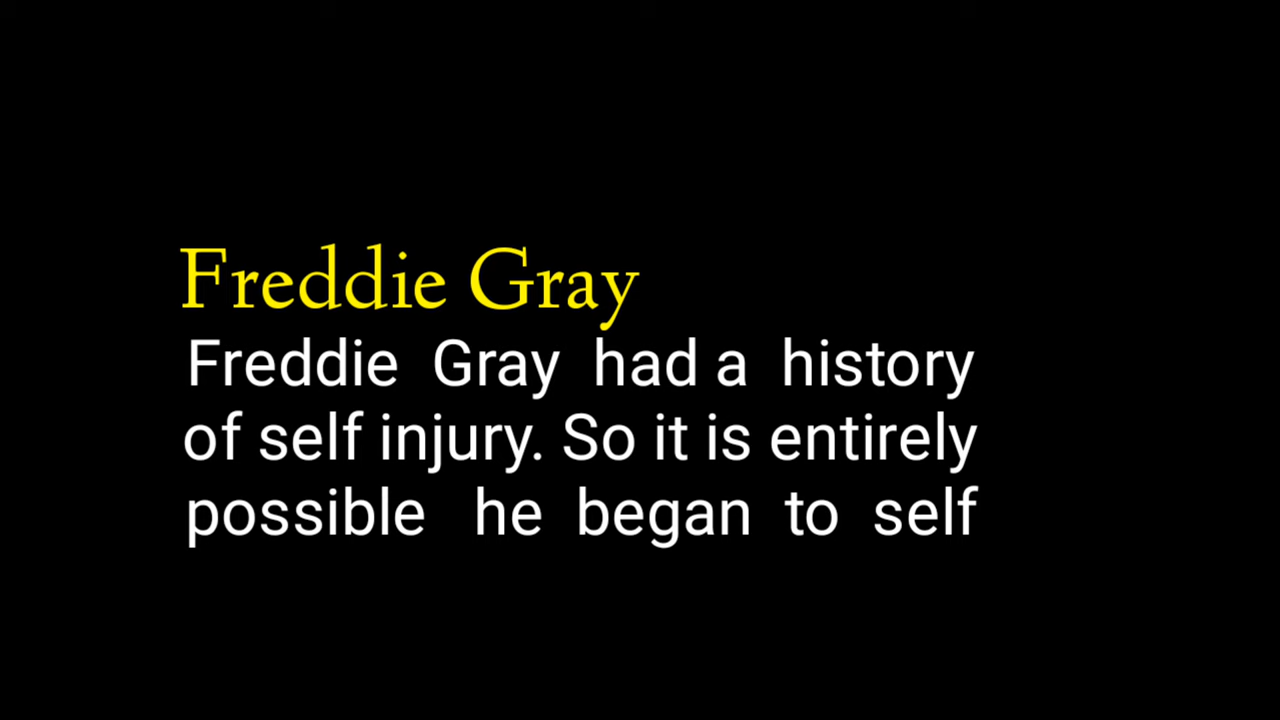 Freddie Gray
Freddie Gray had a history
of self injury. So it is entirely
possible he began to self